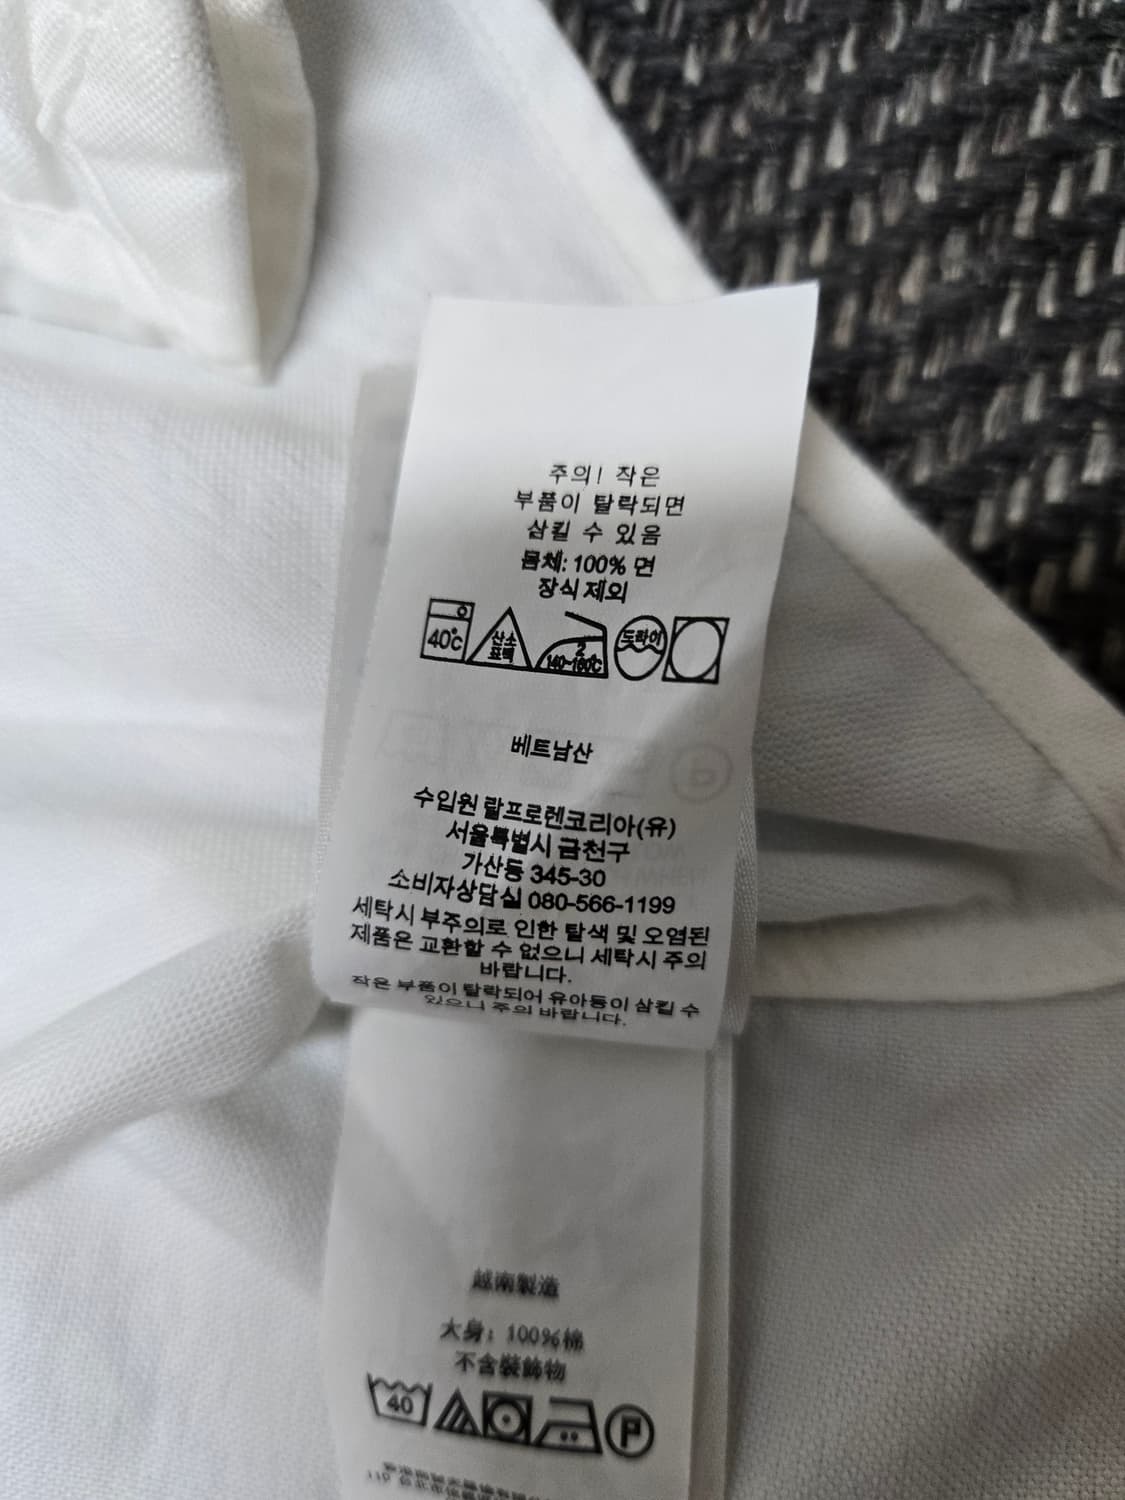 주의! 작은
부품이 탈락되면
삼킬 수 있음
몸체: 100% 면
장식 제외
40℃ 산소 표백 2 140~160℃ 드라이
베트남산
수입원 랄프로렌코리아(유)
서울특별시 금천구
가산동 345-30
소비자상담실 080-566-1199
세탁시 부주의로 인한 탈색 및 오염된
제품은 교환할 수 없으니 세탁시 주의
바랍니다.
작은 부품이 탈락되어 유아등이 삼킬 수
있으니 주의 바랍니다.
越南製造
大身: 100%棉
不含裝飾物
40 P